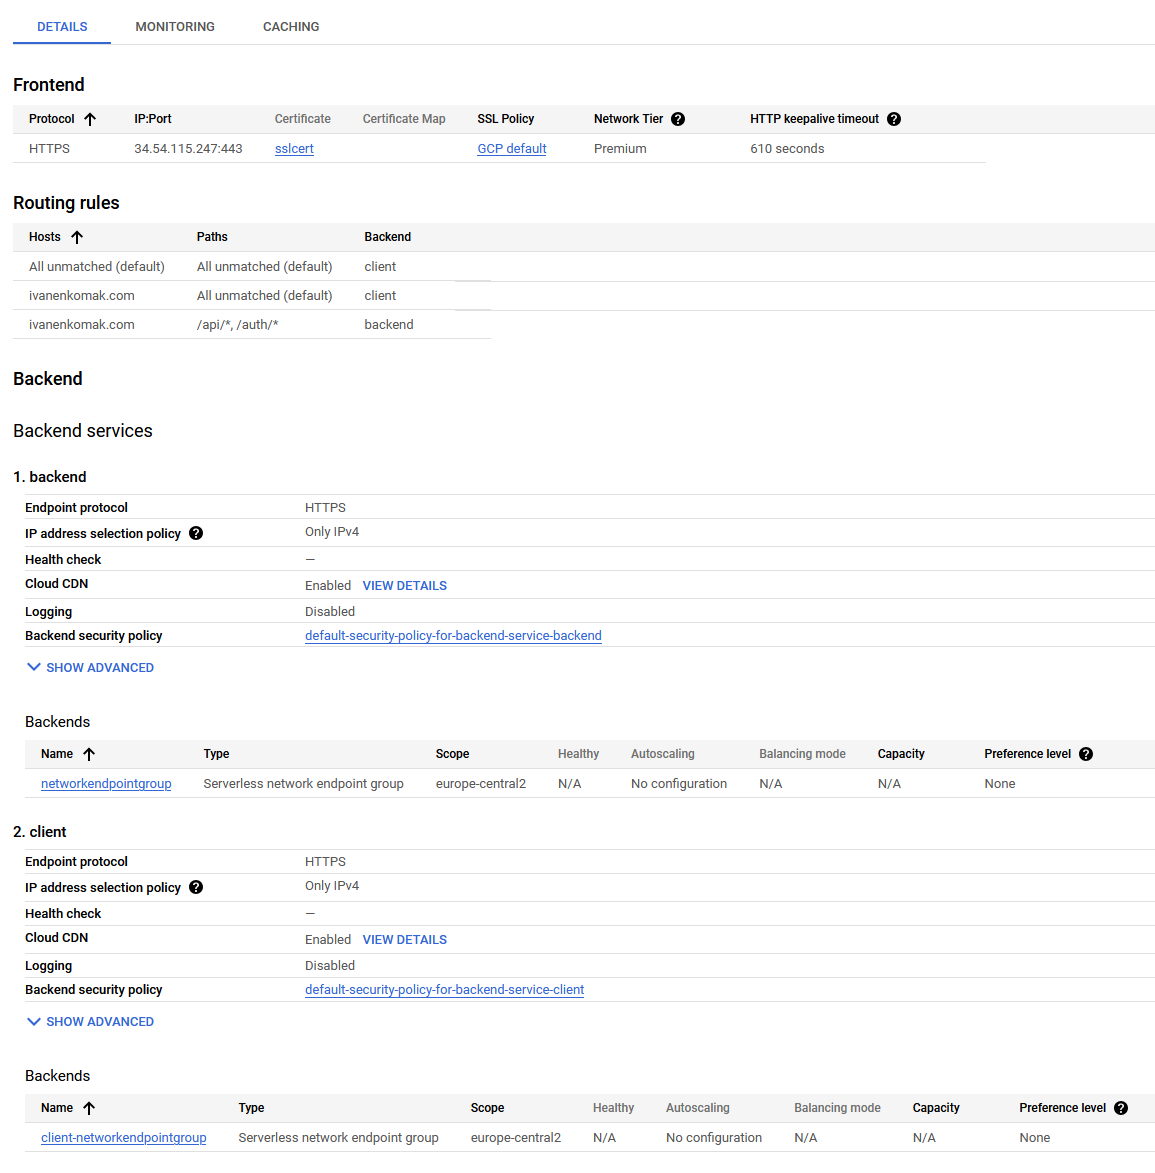 DETAILS MONITORING CACHING
Frontend
Protocol IP:Port Certificate Certificate Map SSL Policy Network Tier HTTP keepalive timeout
HTTPS 34.54.115.247:443 sslcert GCP default Premium 610 seconds
Routing rules
Hosts Paths Backend
All unmatched (default) All unmatched (default) client
ivanenkomak.com All unmatched (default) client
ivanenkomak.com /api/*, /auth/* backend
Backend
Backend services
1. backend
Endpoint protocol HTTPS
IP address selection policy Only IPv4
Health check —
Cloud CDN Enabled VIEW DETAILS
Logging Disabled
Backend security policy default-security-policy-for-backend-service-backend
SHOW ADVANCED
Backends
Name Type Scope Healthy Autoscaling Balancing mode Capacity Preference level
networkendpointgroup Serverless network endpoint group europe-central2 N/A No configuration N/A N/A None
2. client
Endpoint protocol HTTPS
IP address selection policy Only IPv4
Health check —
Cloud CDN Enabled VIEW DETAILS
Logging Disabled
Backend security policy default-security-policy-for-backend-service-client
SHOW ADVANCED
Backends
Name Type Scope Healthy Autoscaling Balancing mode Capacity Preference level
client-networkendpointgroup Serverless network endpoint group europe-central2 N/A No configuration N/A N/A None